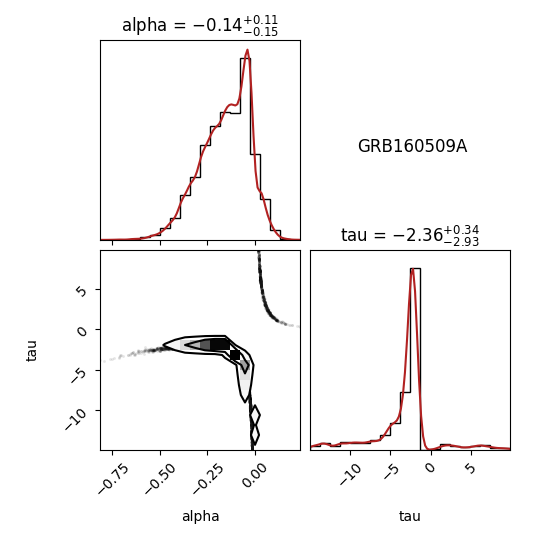 alpha = −0.14 +0.11 −0.15
GRB160509A
tau = −2.36 +0.34 −2.93
5
0
−5
−10
tau
−0.75 −0.50 −0.25 0.00
alpha
−10 −5 0 5
tau